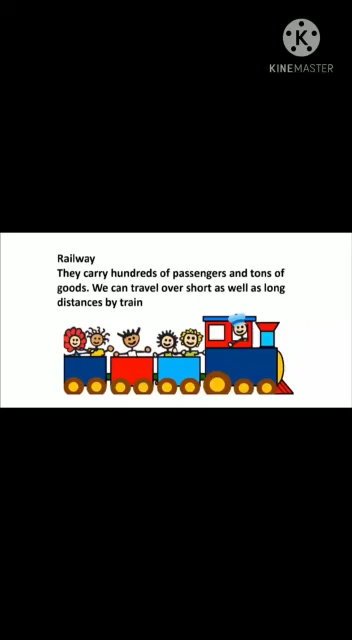 K
KINEMASTER
Railway
They carry hundreds of passengers and tons of
goods. We can travel over short as well as long
distances by train